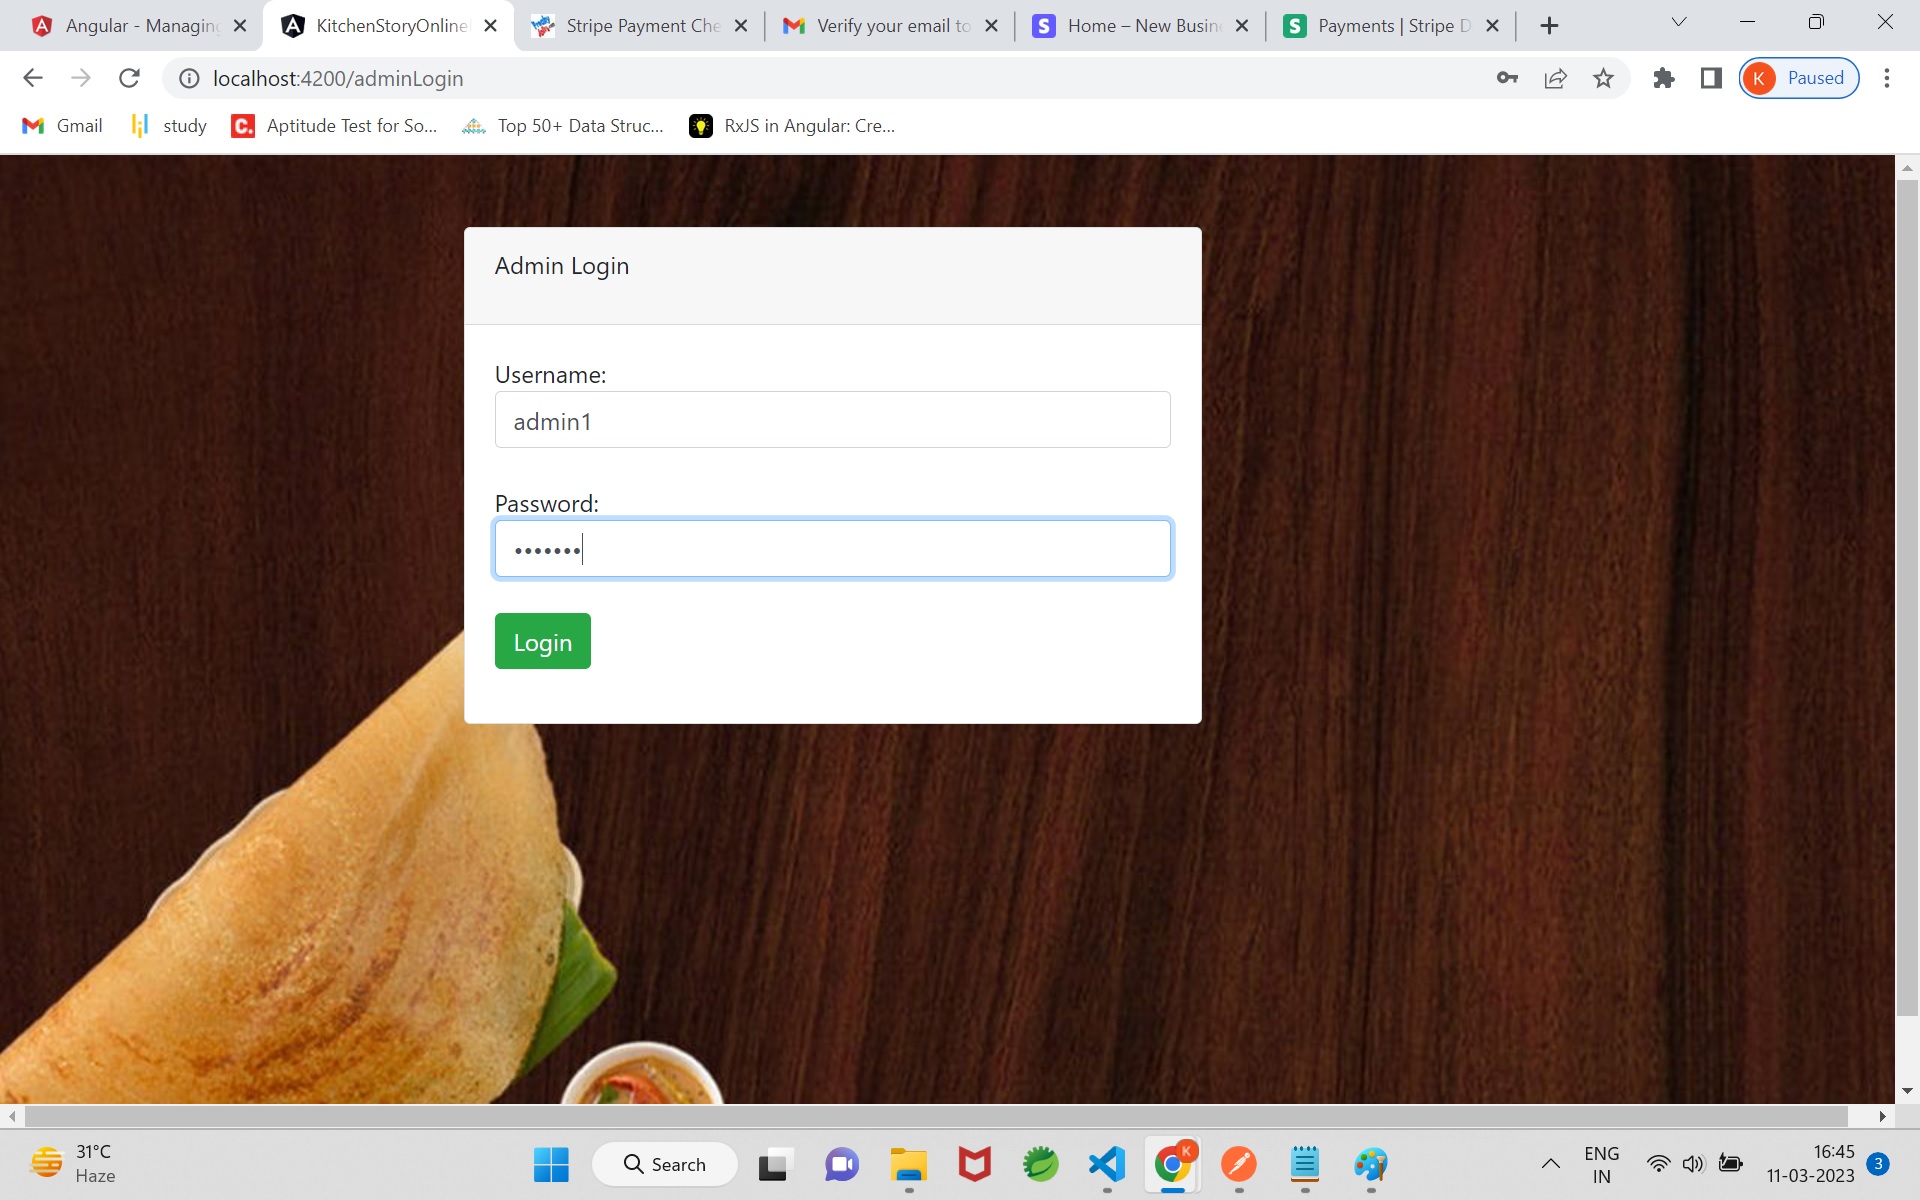 Angular - Managing
KitchenStoryOnline
Stripe Payment Che
Verify your email to
Home – New Busin
Payments | Stripe D
localhost:4200/adminLogin
K Paused
Gmail
study
C. Aptitude Test for So...
Top 50+ Data Struc...
RxJS in Angular: Cre...
Admin Login
Username:
admin1
Password:
•••••••
Login
31°C
Haze
Search
ENG
IN
16:45
11-03-2023
3